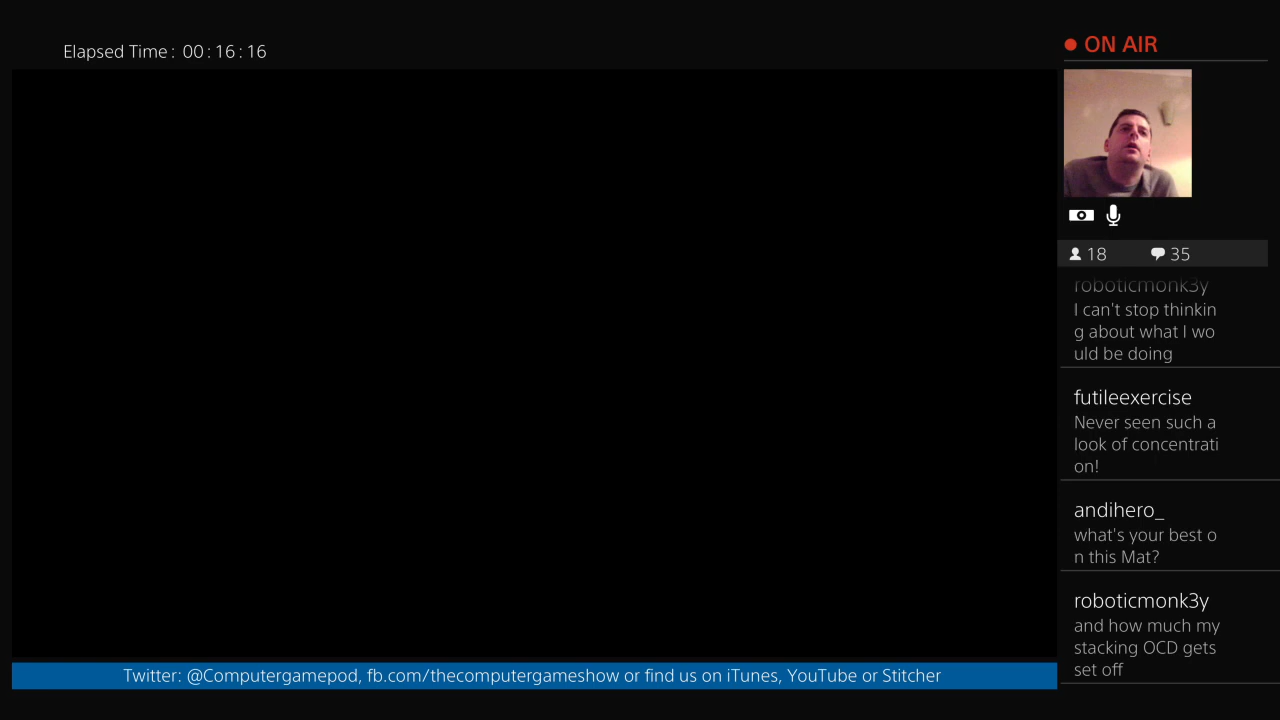 Elapsed Time : 00 : 16 : 16
ON AIR
18 35
roboticmonk3y
I can't stop thinkin
g about what I wo
uld be doing
futileexercise
Never seen such a
look of concentrati
on!
andihero_
what's your best o
n this Mat?
roboticmonk3y
and how much my
stacking OCD gets
set off
Twitter: @Computergamepod, fb.com/thecomputergameshow or find us on iTunes, YouTube or Stitcher